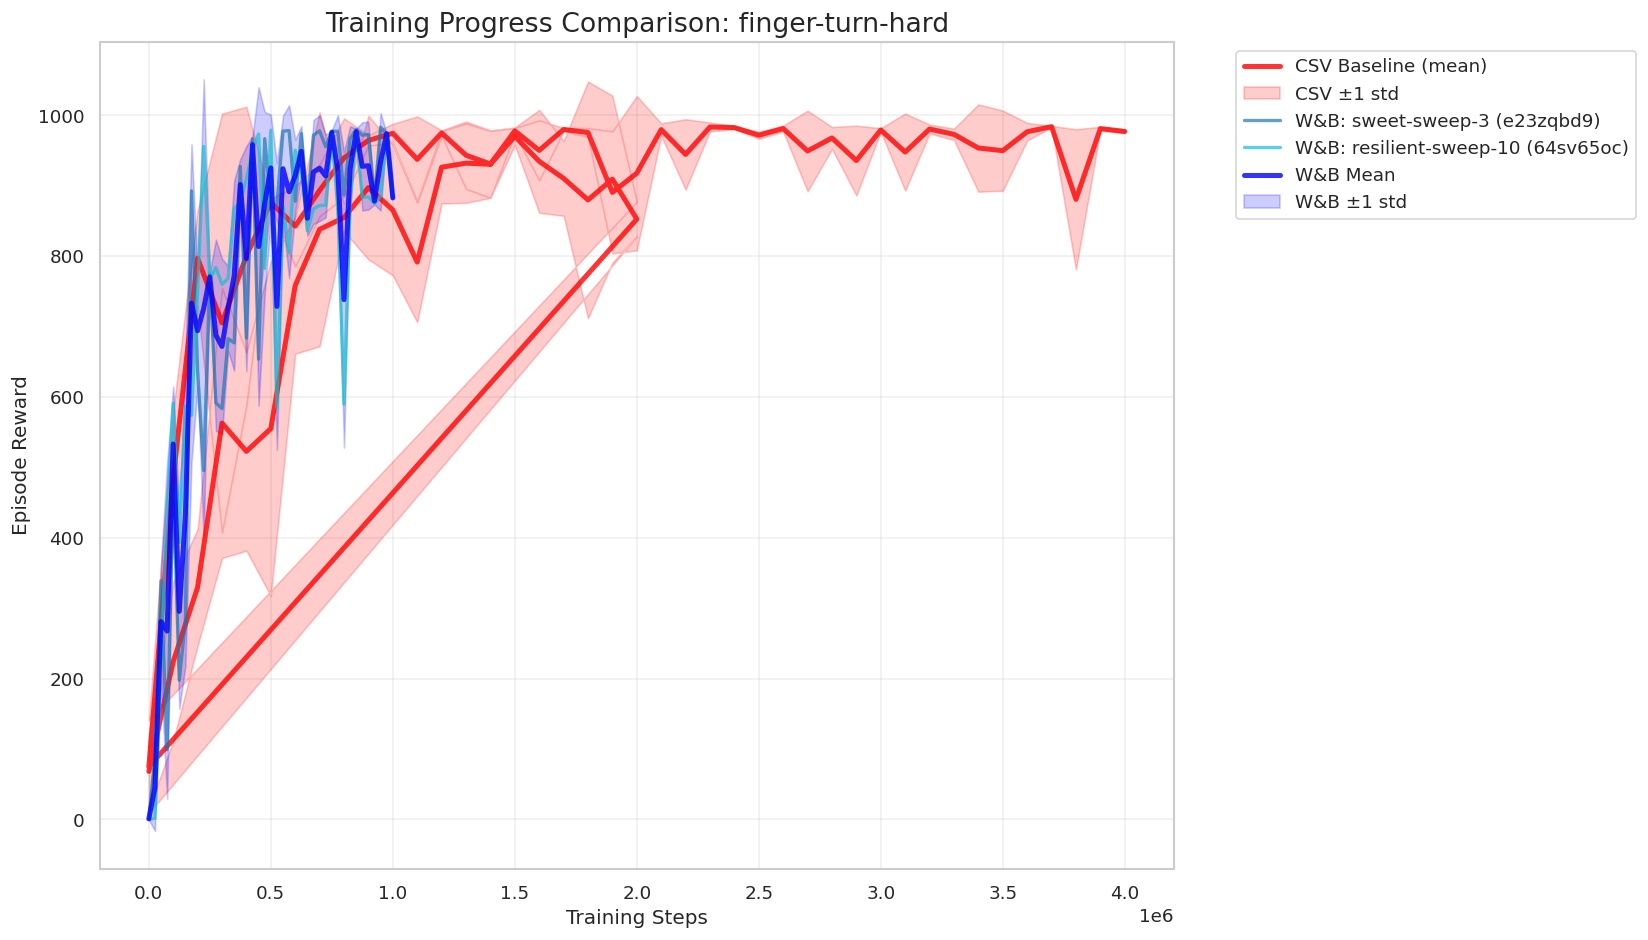 Training Progress Comparison: finger-turn-hard
CSV Baseline (mean)
CSV ±1 std
W&B: sweet-sweep-3 (e23zqbd9)
W&B: resilient-sweep-10 (64sv65oc)
W&B Mean
W&B ±1 std
Episode Reward
1000
800
600
400
200
0
0.0 0.5 1.0 1.5 2.0 2.5 3.0 3.5 4.0
Training Steps
1e6